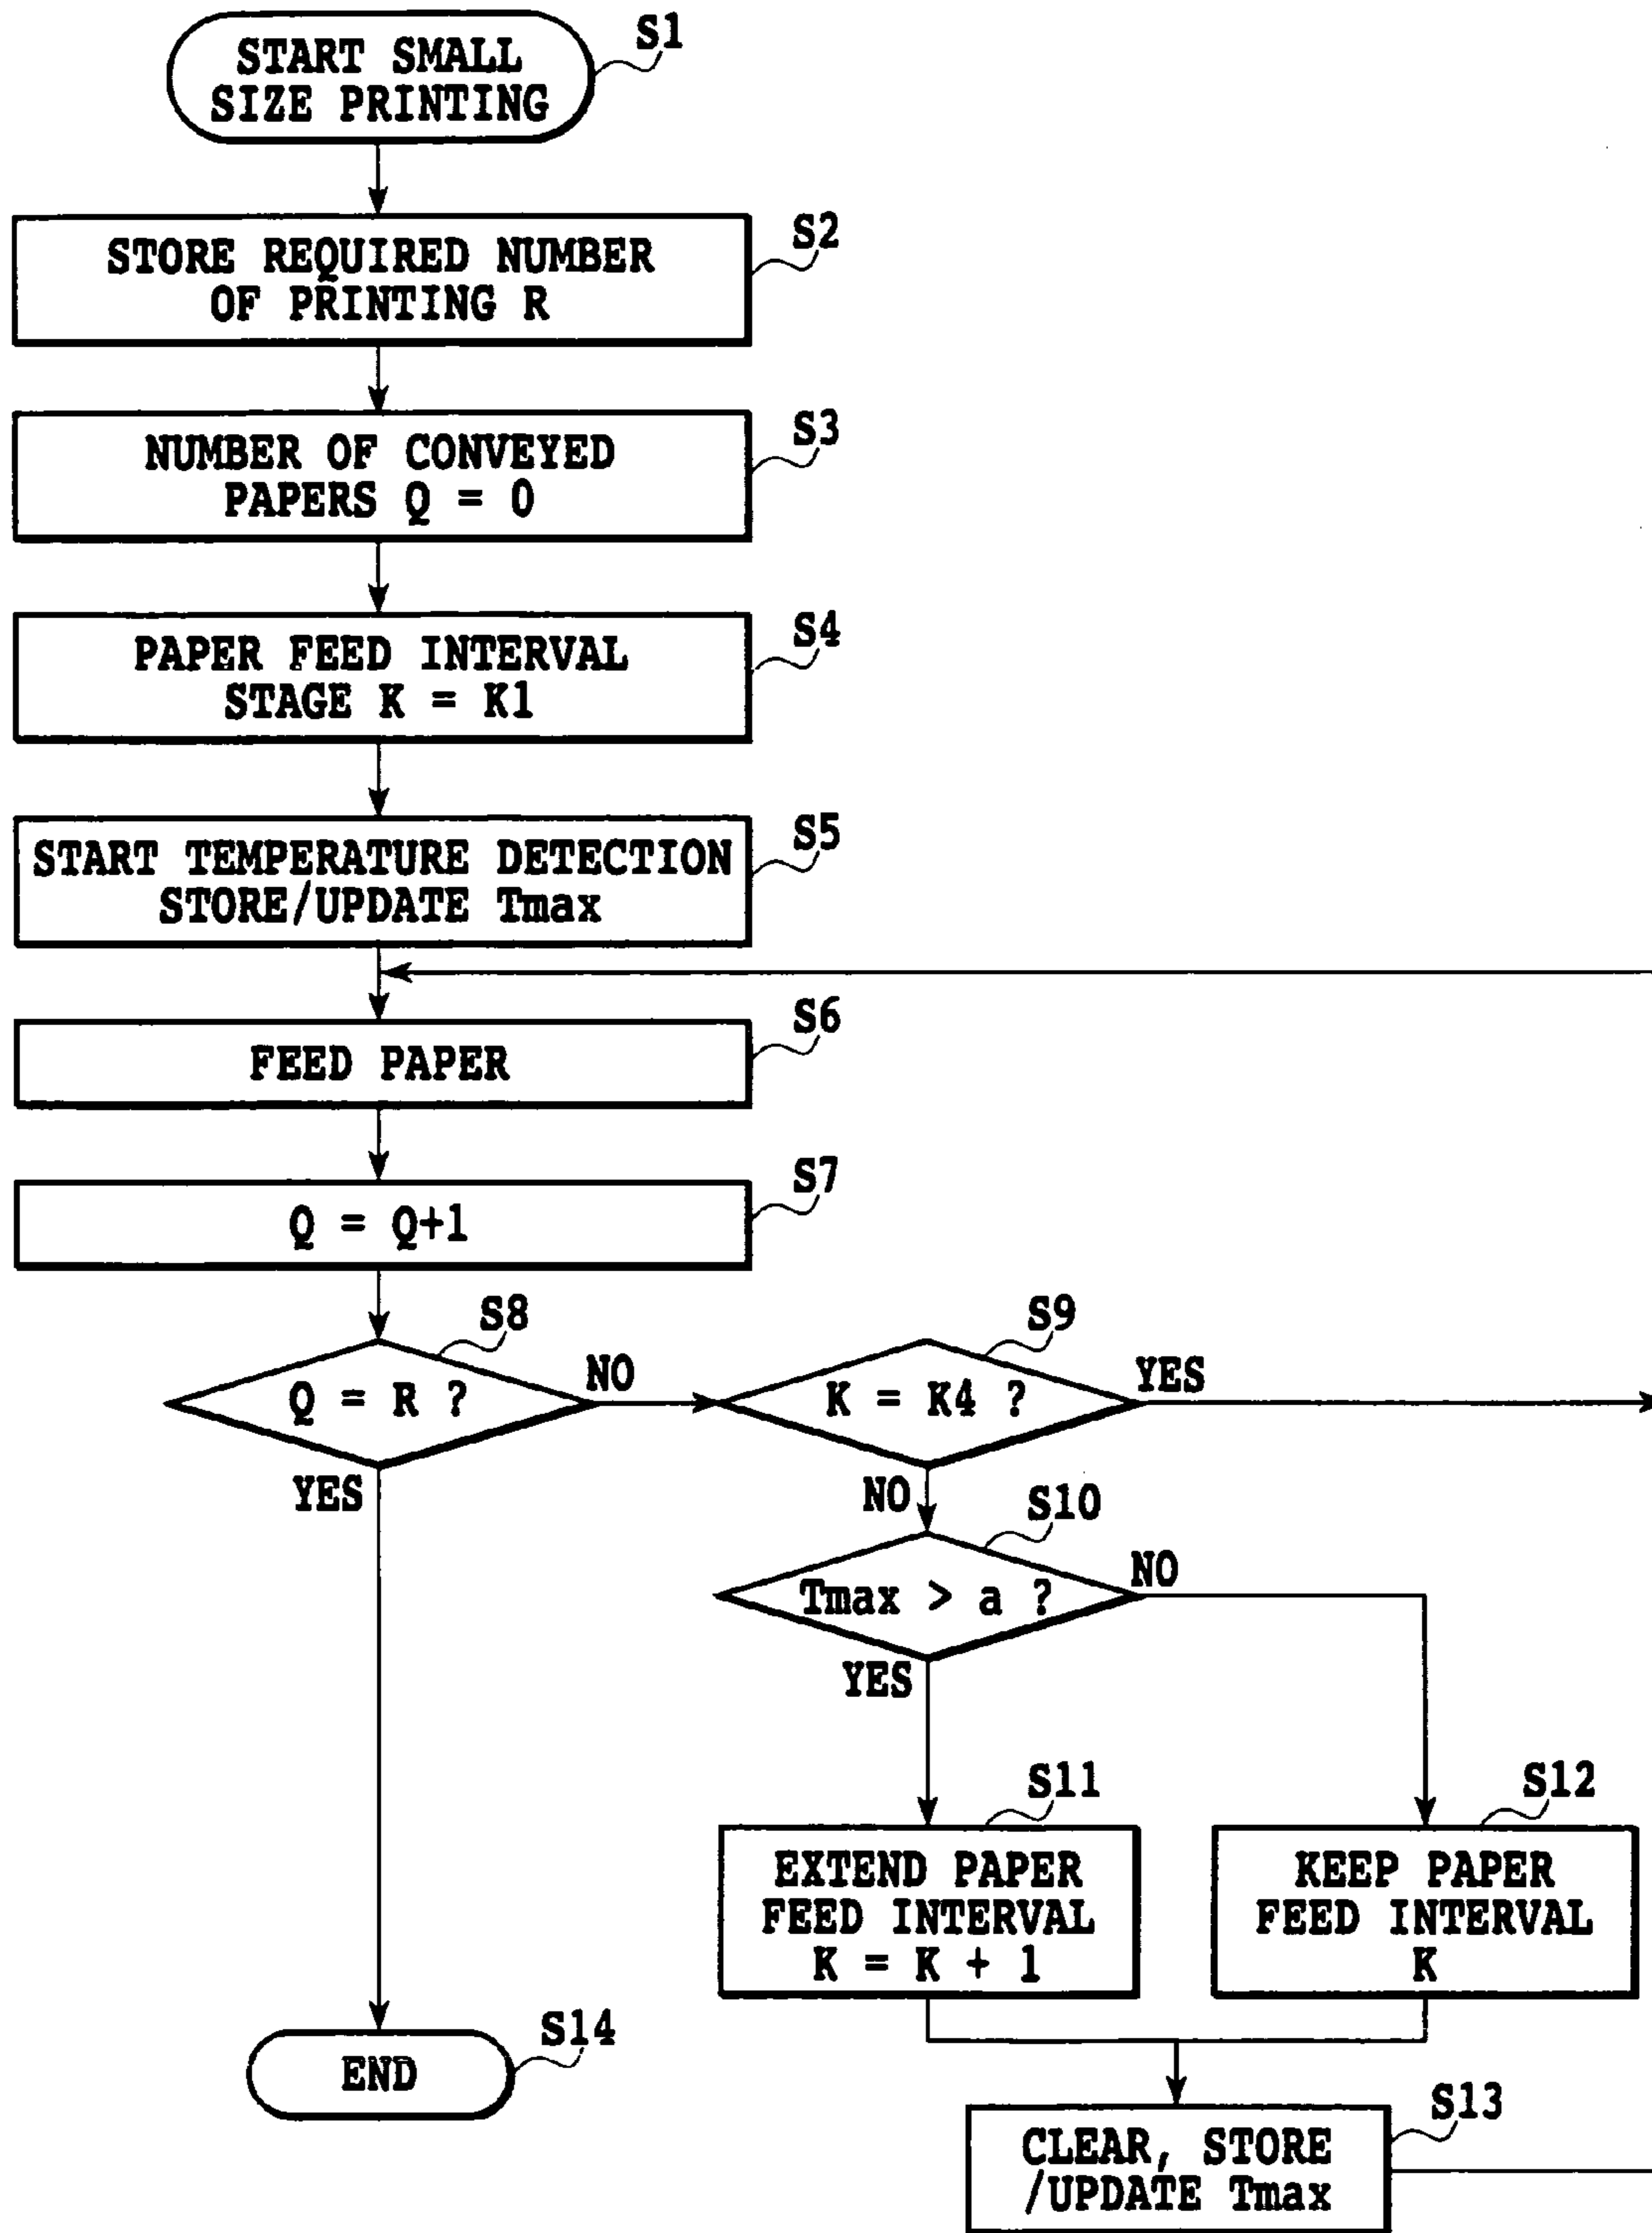 START SMALL
SIZE PRINTING
S1
STORE REQUIRED NUMBER
OF PRINTING R
S2
NUMBER OF CONVEYED
PAPERS Q = 0
S3
PAPER FEED INTERVAL
STAGE K = K1
S4
START TEMPERATURE DETECTION
STORE/UPDATE Tmax
S5
FEED PAPER
S6
Q = Q+1
S7
Q = R ?
S8
NO
YES
K = K4 ?
S9
YES
NO
Tmax > a ?
S10
NO
YES
EXTEND PAPER
FEED INTERVAL
K = K + 1
S11
KEEP PAPER
FEED INTERVAL
K
S12
CLEAR, STORE
/UPDATE Tmax
S13
END
S14